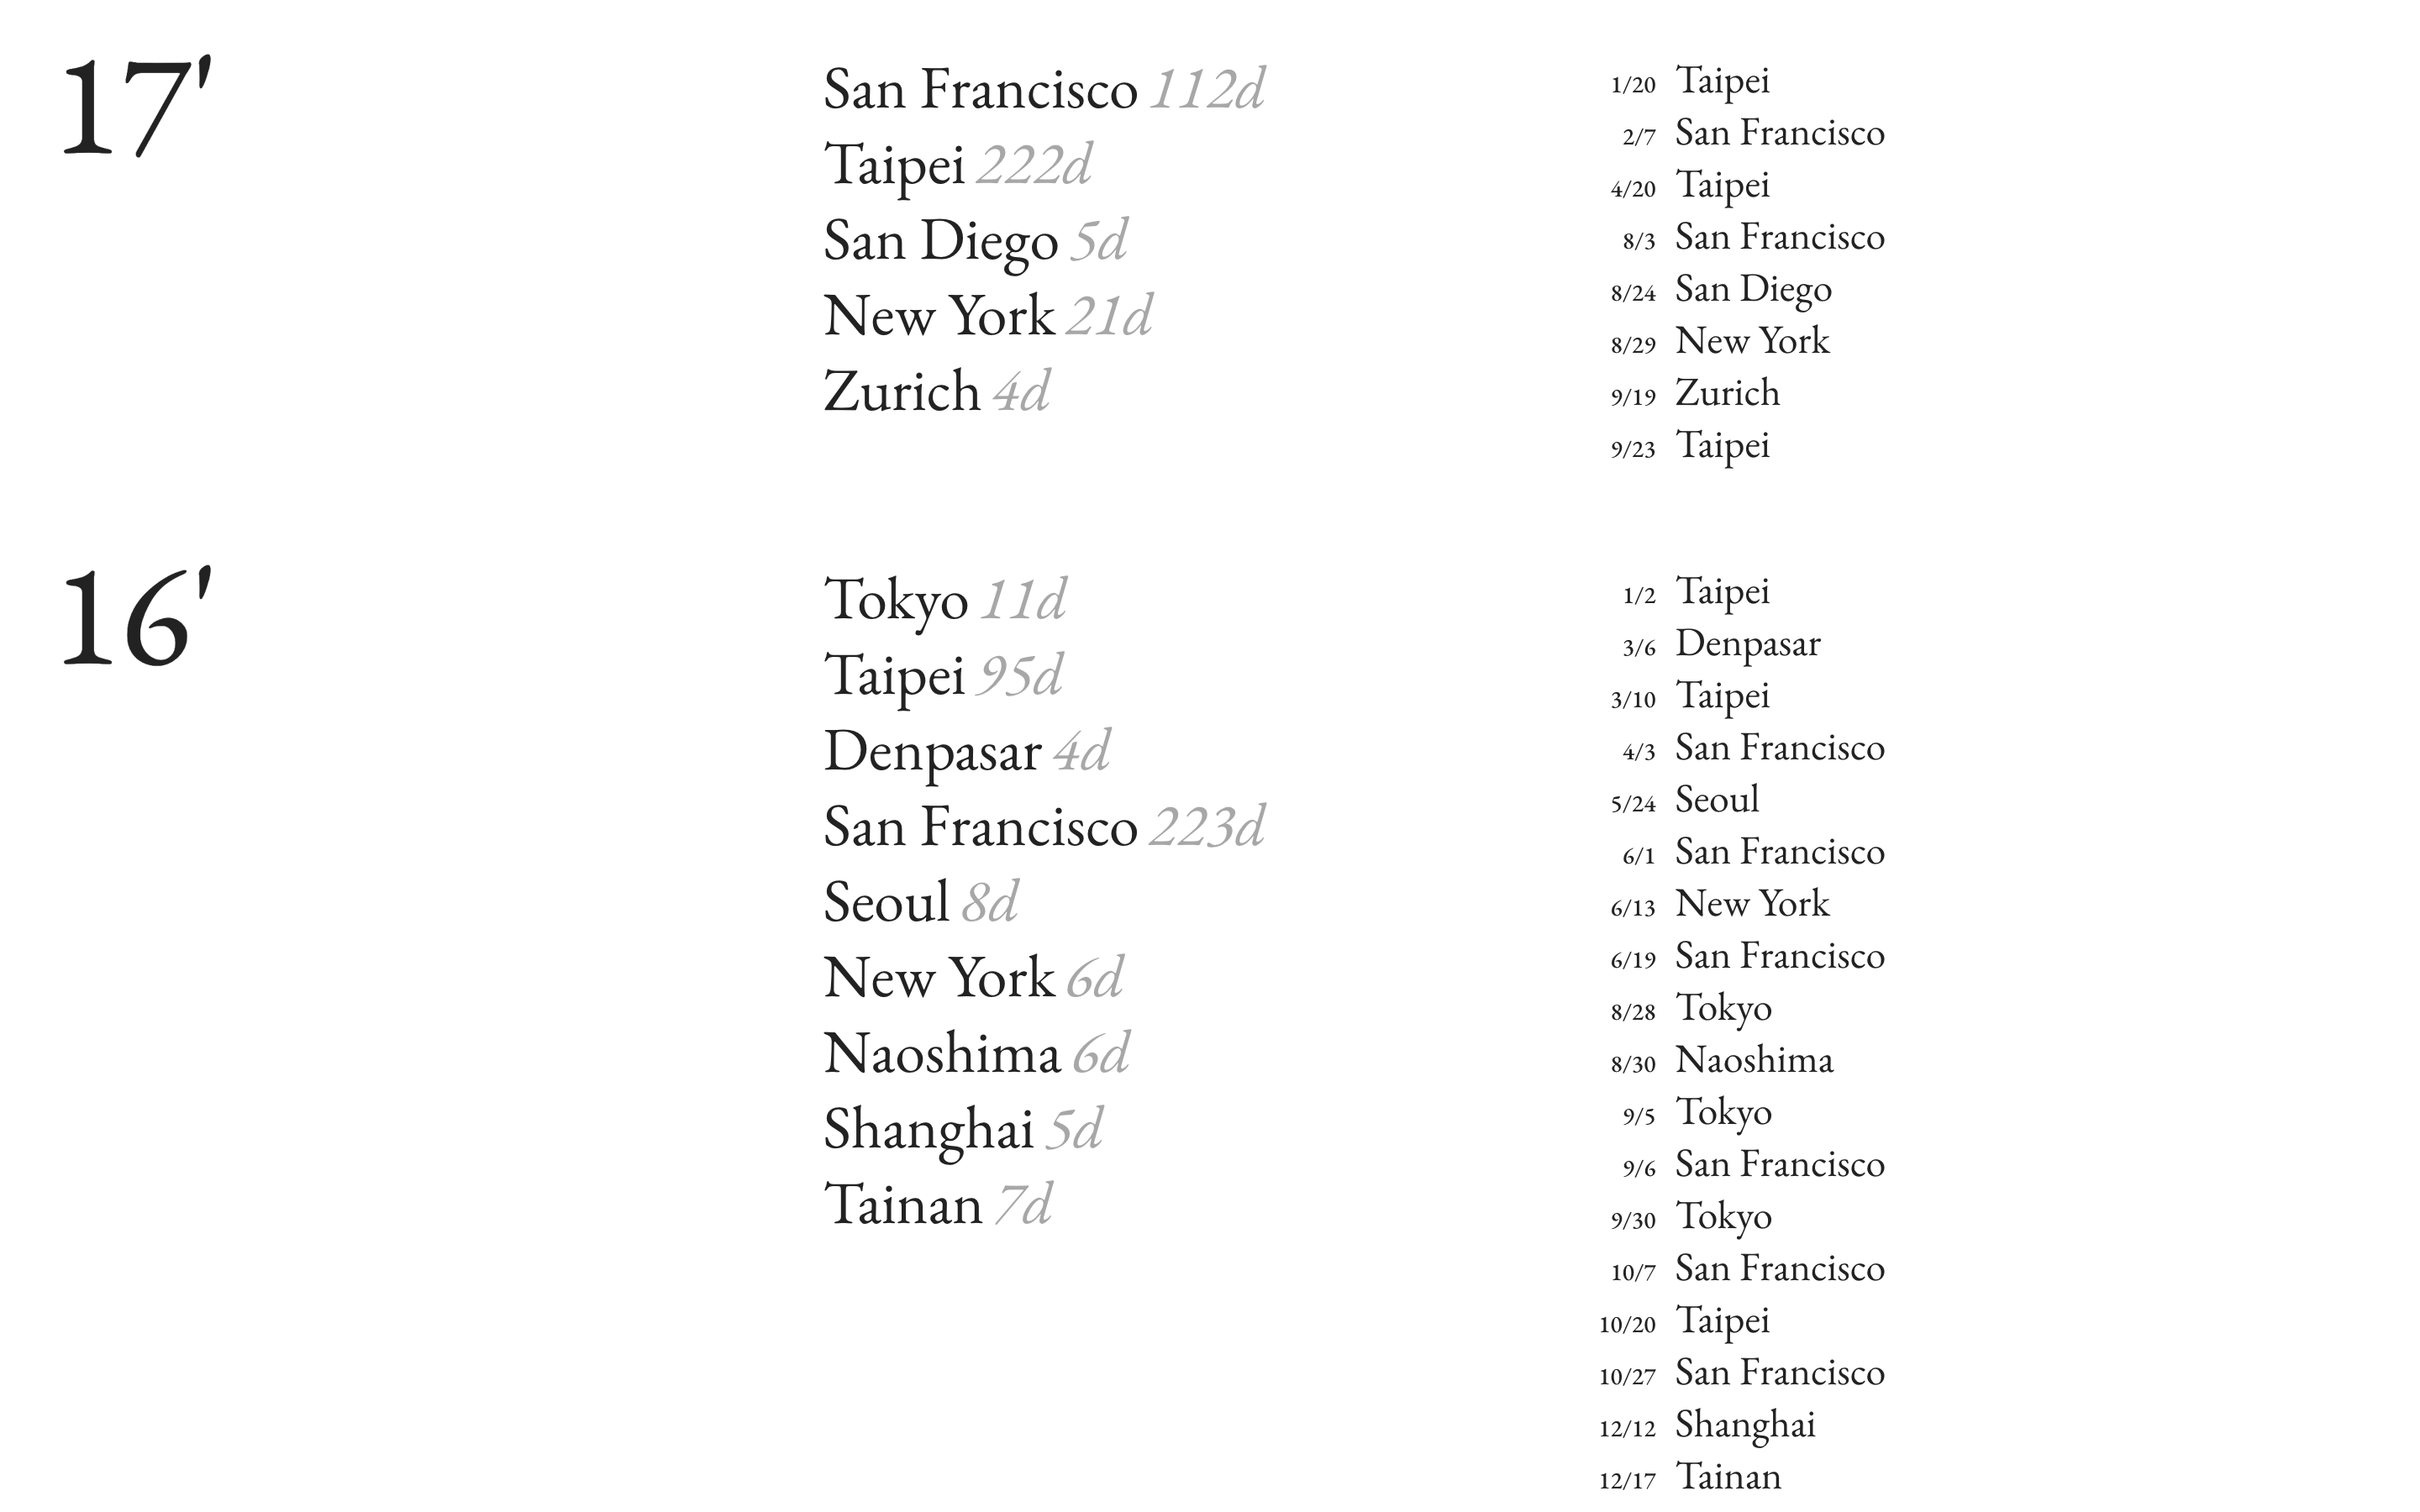 17'
San Francisco 112d
Taipei 222d
San Diego 5d
New York 21d
Zurich 4d
1/20 Taipei
2/7 San Francisco
4/20 Taipei
8/3 San Francisco
8/24 San Diego
8/29 New York
9/19 Zurich
9/23 Taipei
16'
Tokyo 11d
Taipei 95d
Denpasar 4d
San Francisco 223d
Seoul 8d
New York 6d
Naoshima 6d
Shanghai 5d
Tainan 7d
1/2 Taipei
3/6 Denpasar
3/10 Taipei
4/3 San Francisco
5/24 Seoul
6/1 San Francisco
6/13 New York
6/19 San Francisco
8/28 Tokyo
8/30 Naoshima
9/5 Tokyo
9/6 San Francisco
9/30 Tokyo
10/7 San Francisco
10/20 Taipei
10/27 San Francisco
12/12 Shanghai
12/17 Tainan